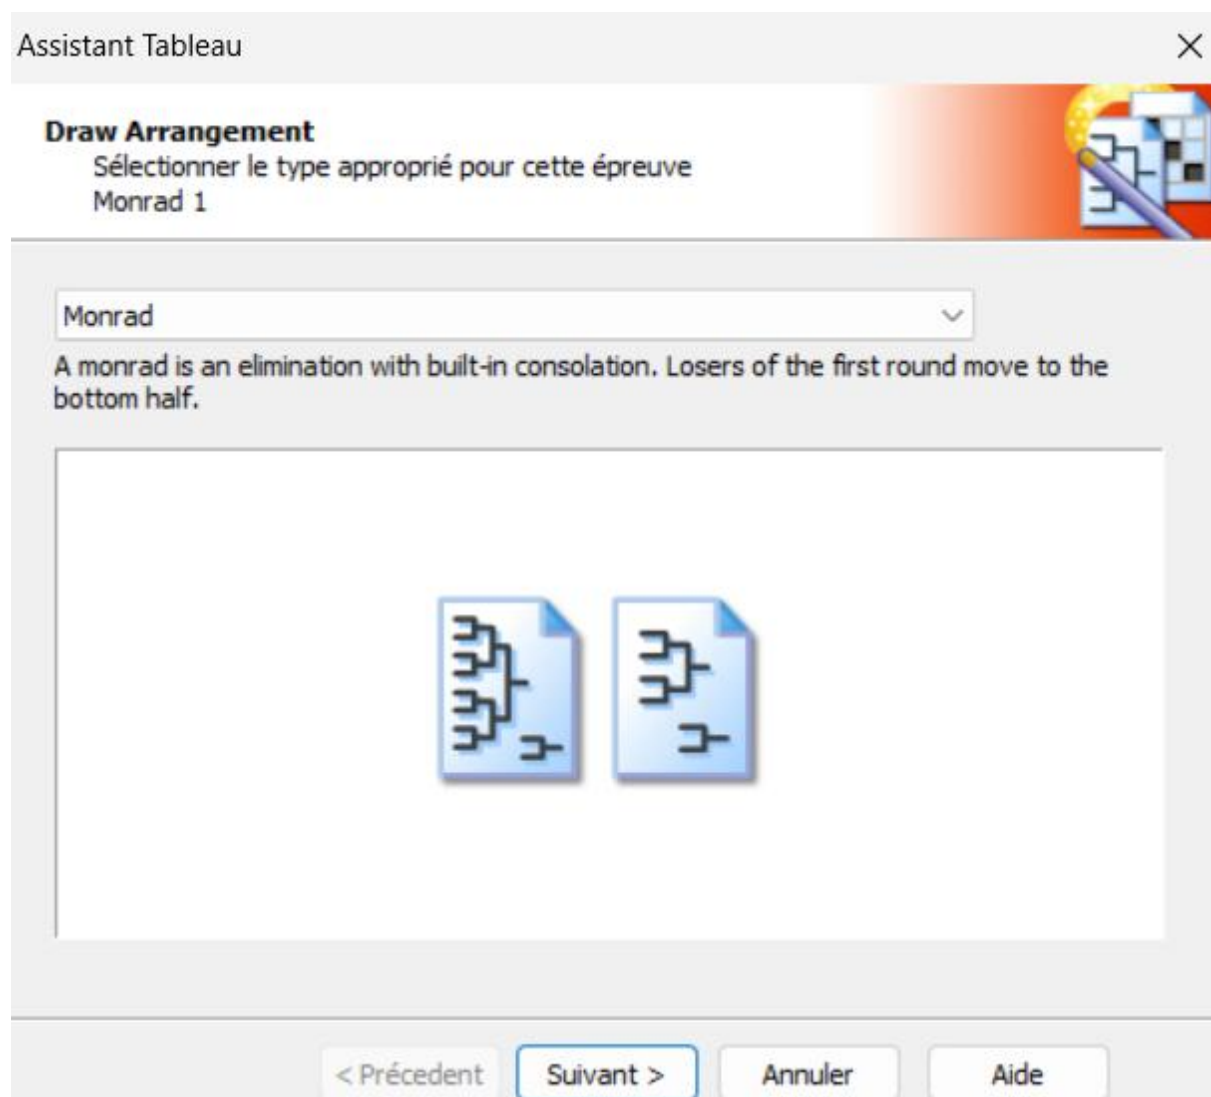 Assistant Tableau
Draw Arrangement
Sélectionner le type approprié pour cette épreuve
Monrad 1
Monrad
A monrad is an elimination with built-in consolation. Losers of the first round move to the
bottom half.
< Précedent Suivant > Annuler Aide